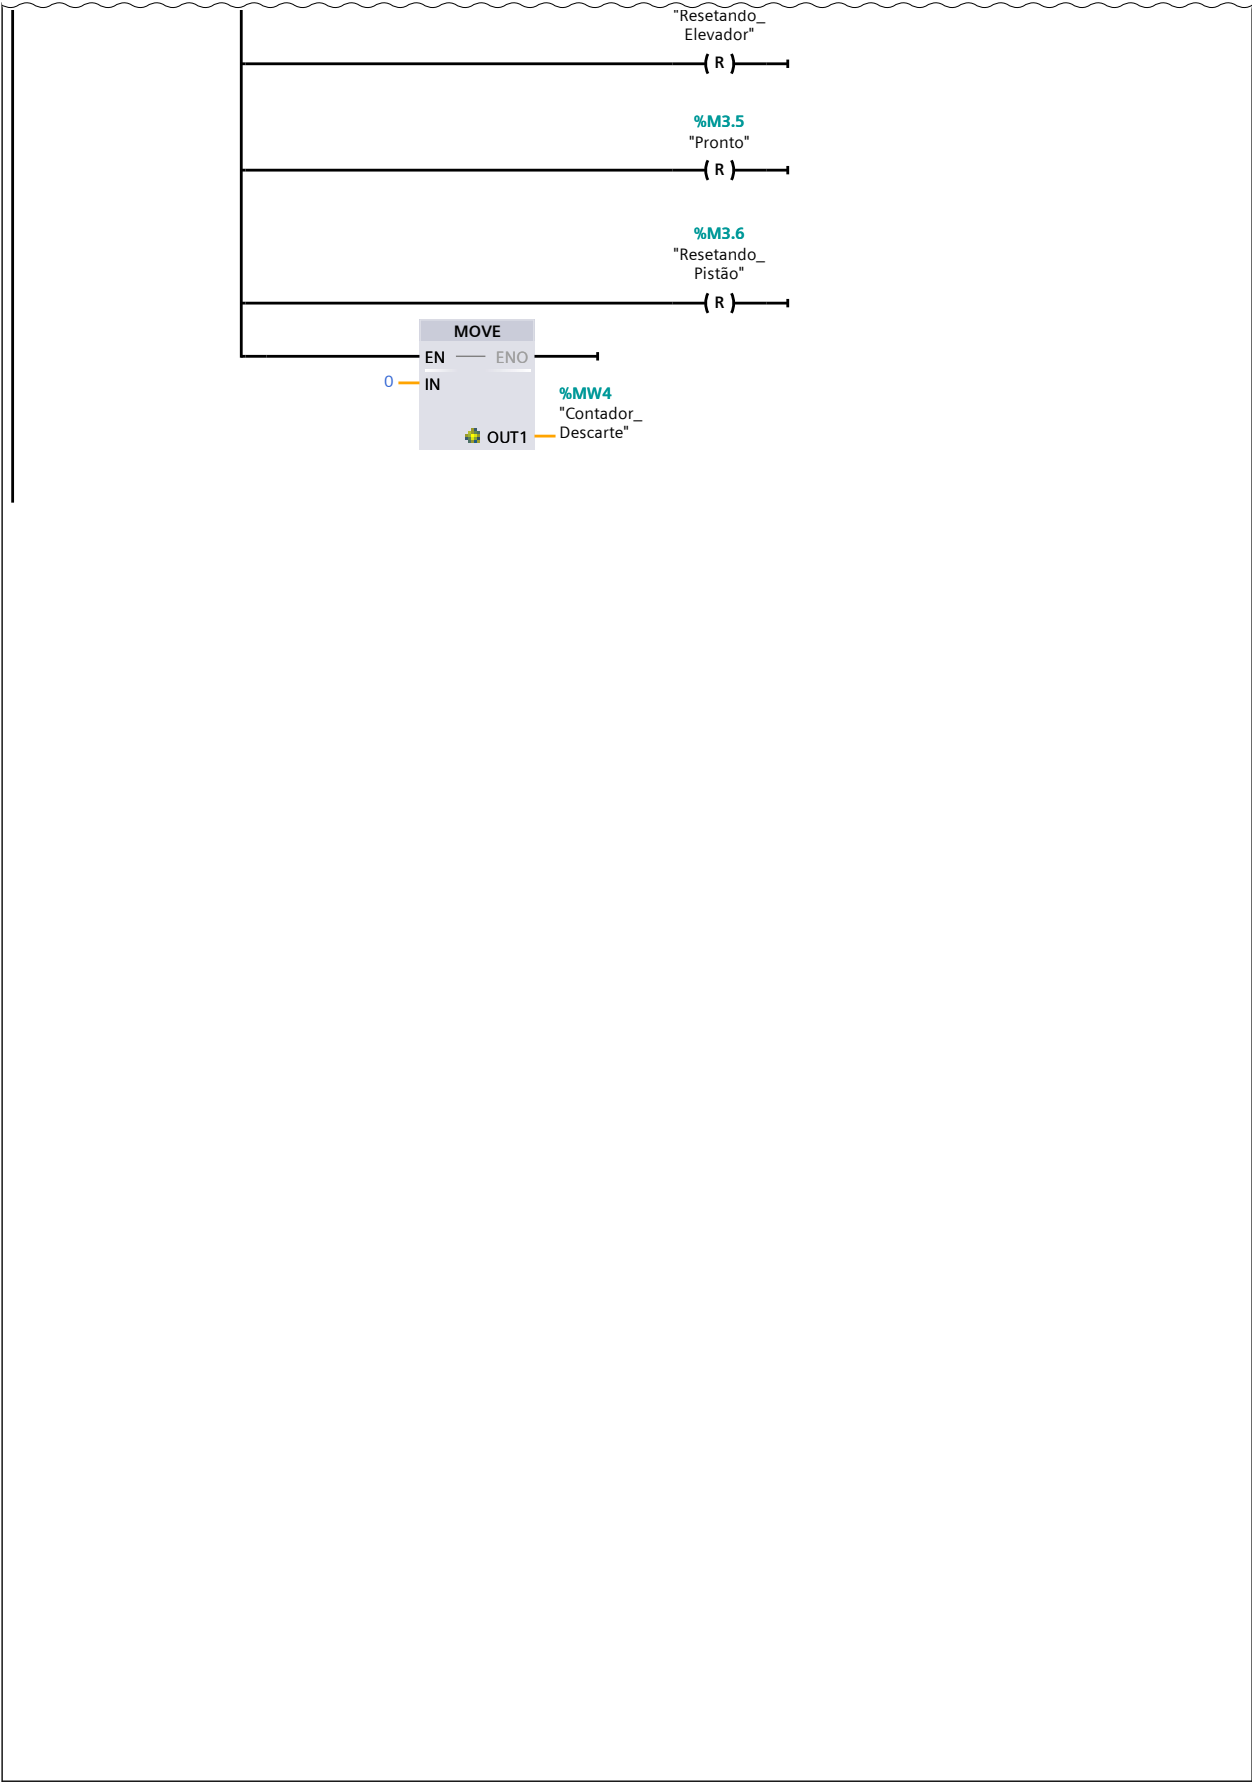 "Resetando_
Elevador"
( R )
%M3.5
"Pronto"
( R )
%M3.6
"Resetando_
Pistão"
( R )
MOVE
EN ENO
0 IN
%MW4
"Contador_
Descarte"
OUT1